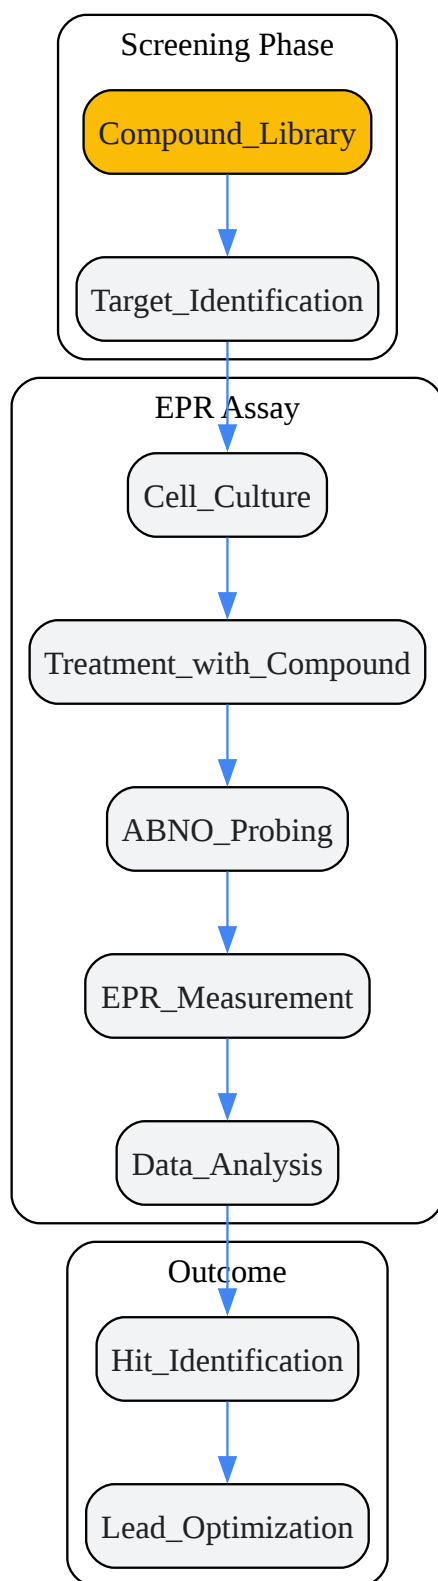 Screening Phase
Compound_Library
Target_Identification
EPR Assay
Cell_Culture
Treatment_with_Compound
ABNO_Probing
EPR_Measurement
Data_Analysis
Outcome
Hit_Identification
Lead_Optimization